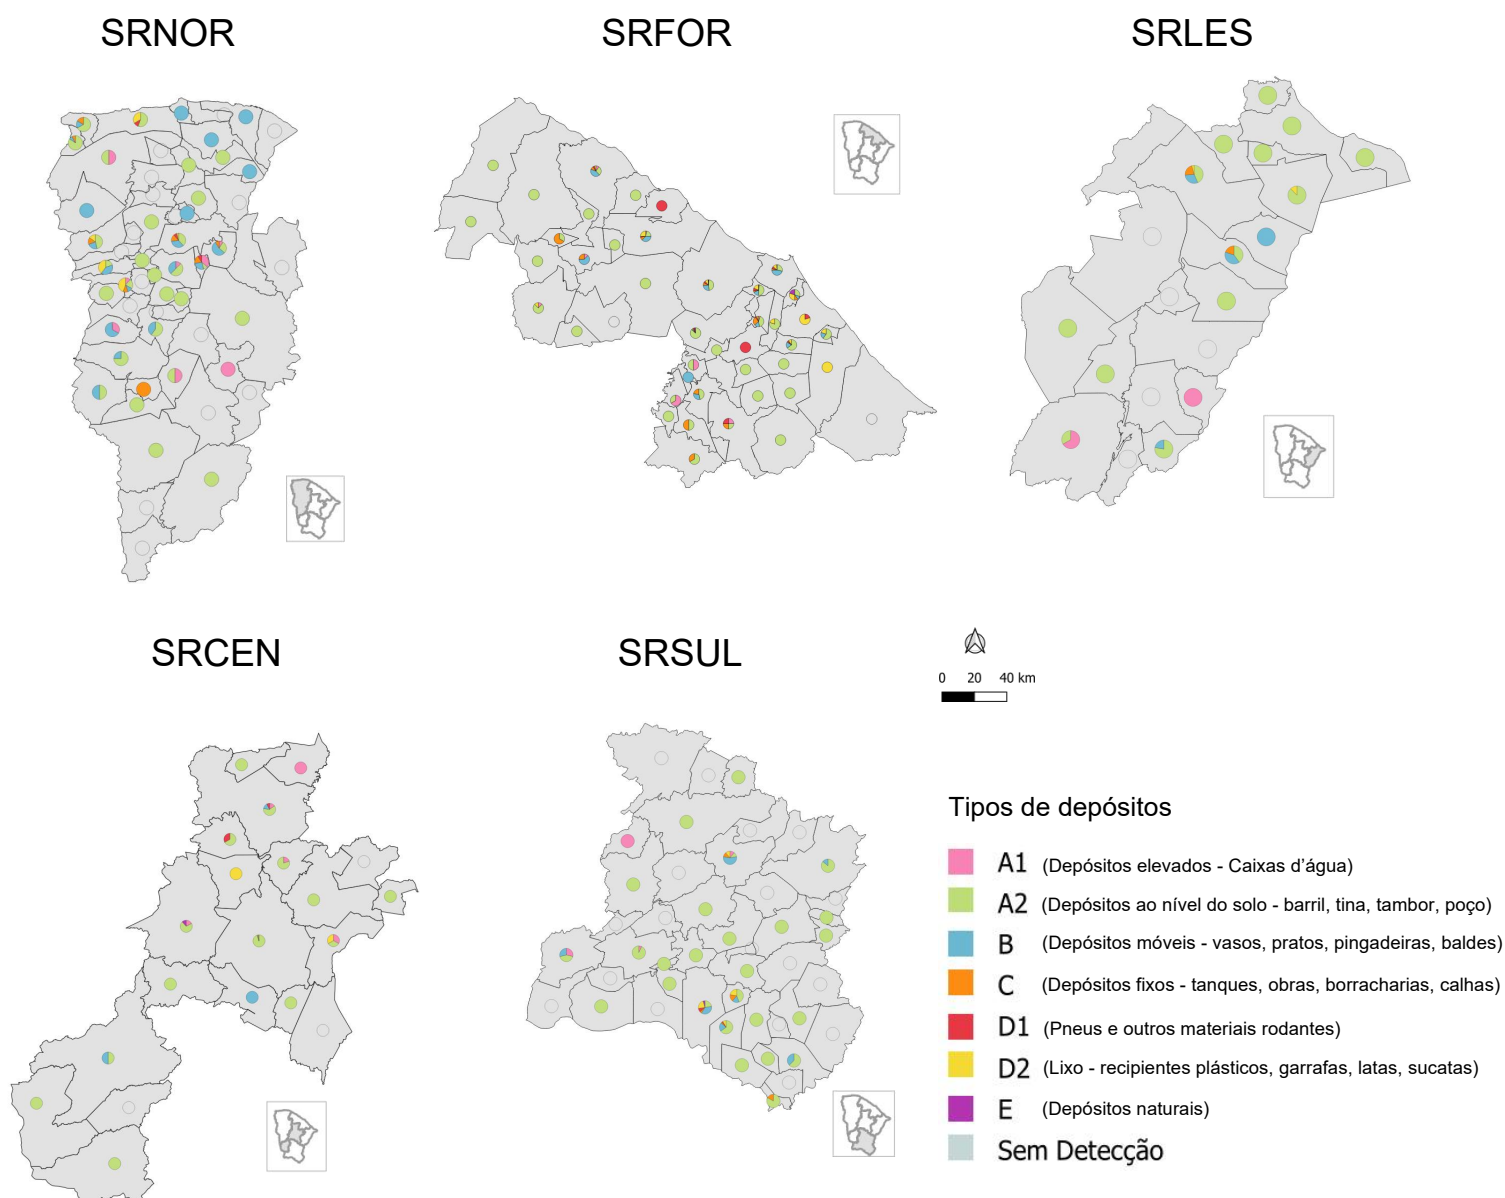 SRNOR
SRFOR
SRLES
SRCEN
SRSUL
0 20 40 km
Tipos de depósitos
A1 (Depósitos elevados - Caixas d’água)
A2 (Depósitos ao nível do solo - barril, tina, tambor, poço)
B (Depósitos móveis - vasos, pratos, pingadeiras, baldes)
C (Depósitos fixos - tanques, obras, borracharias, calhas)
D1 (Pneus e outros materiais rodantes)
D2 (Lixo - recipientes plásticos, garrafas, latas, sucatas)
E (Depósitos naturais)
Sem Detecção